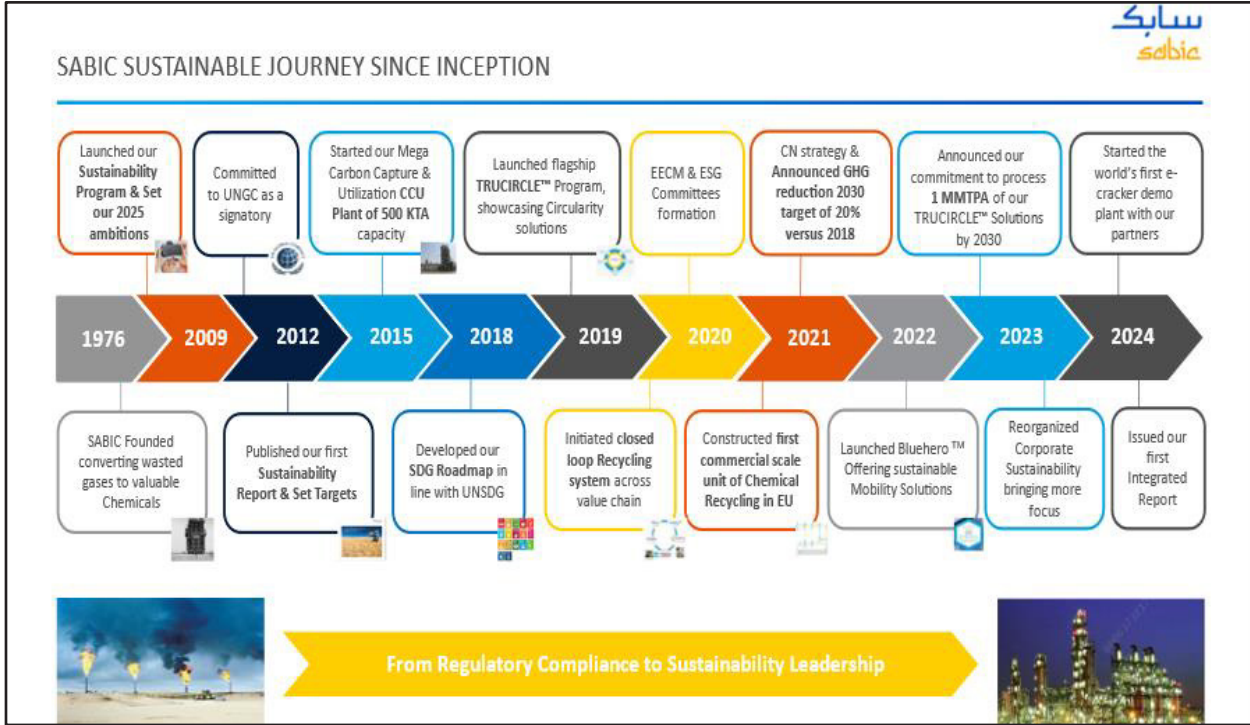 سابك
sabic
SABIC SUSTAINABLE JOURNEY SINCE INCEPTION
Launched our
Sustainability
Program & Set
our 2025
ambitions
Committed
to UNGC as a
signatory
Started our Mega
Carbon Capture &
Utilization CCU
Plant of 500 KTA
capacity
Launched flagship
TRUCIRCLE™ Program,
showcasing Circularity
solutions
EECM & ESG
Committees
formation
CN strategy &
Announced GHG
reduction 2030
target of 20%
versus 2018
Announced our
commitment to process
1 MMTPA of our
TRUCIRCLE™ Solutions
by 2030
Started the
world's first e-
cracker demo
plant with our
partners
1976
2009
2012
2015
2018
2019
2020
2021
2022
2023
2024
SABIC Founded
converting wasted
gases to valuable
Chemicals
Published our first
Sustainability
Report & Set Targets
Developed our
SDG Roadmap in
line with UNSDG
Initiated closed
loop Recycling
system across
value chain
Constructed first
commercial scale
unit of Chemical
Recycling in EU
Launched Bluehero™
Offering sustainable
Mobility Solutions
Reorganized
Corporate
Sustainability
bringing more
focus
Issued our
first
Integrated
Report
From Regulatory Compliance to Sustainability Leadership